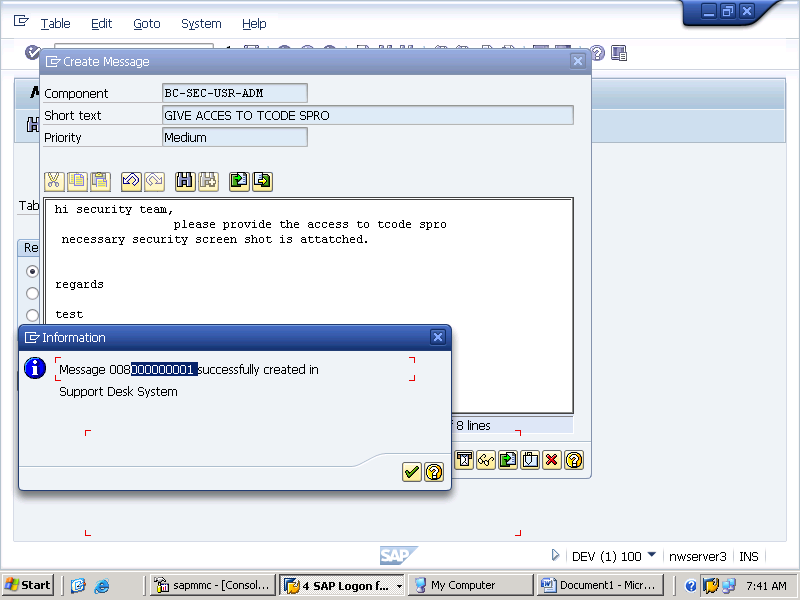 Table Edit Goto System Help
Create Message
Component BC-SEC-USR-ADM
Short text GIVE ACCES TO TCODE SPRO
Priority Medium
Tab
hi security team,
please provide the access to tcode spro
necessary security screen shot is attatched.
Re
regards
test
Information
Message 008000000001 successfully created in
Support Desk System
8 lines
SAP
DEV (1) 100 nwserver3 INS
Start sapmmc - [Consol... 4 SAP Logon f... My Computer Document1 - Micr... 7:41 AM